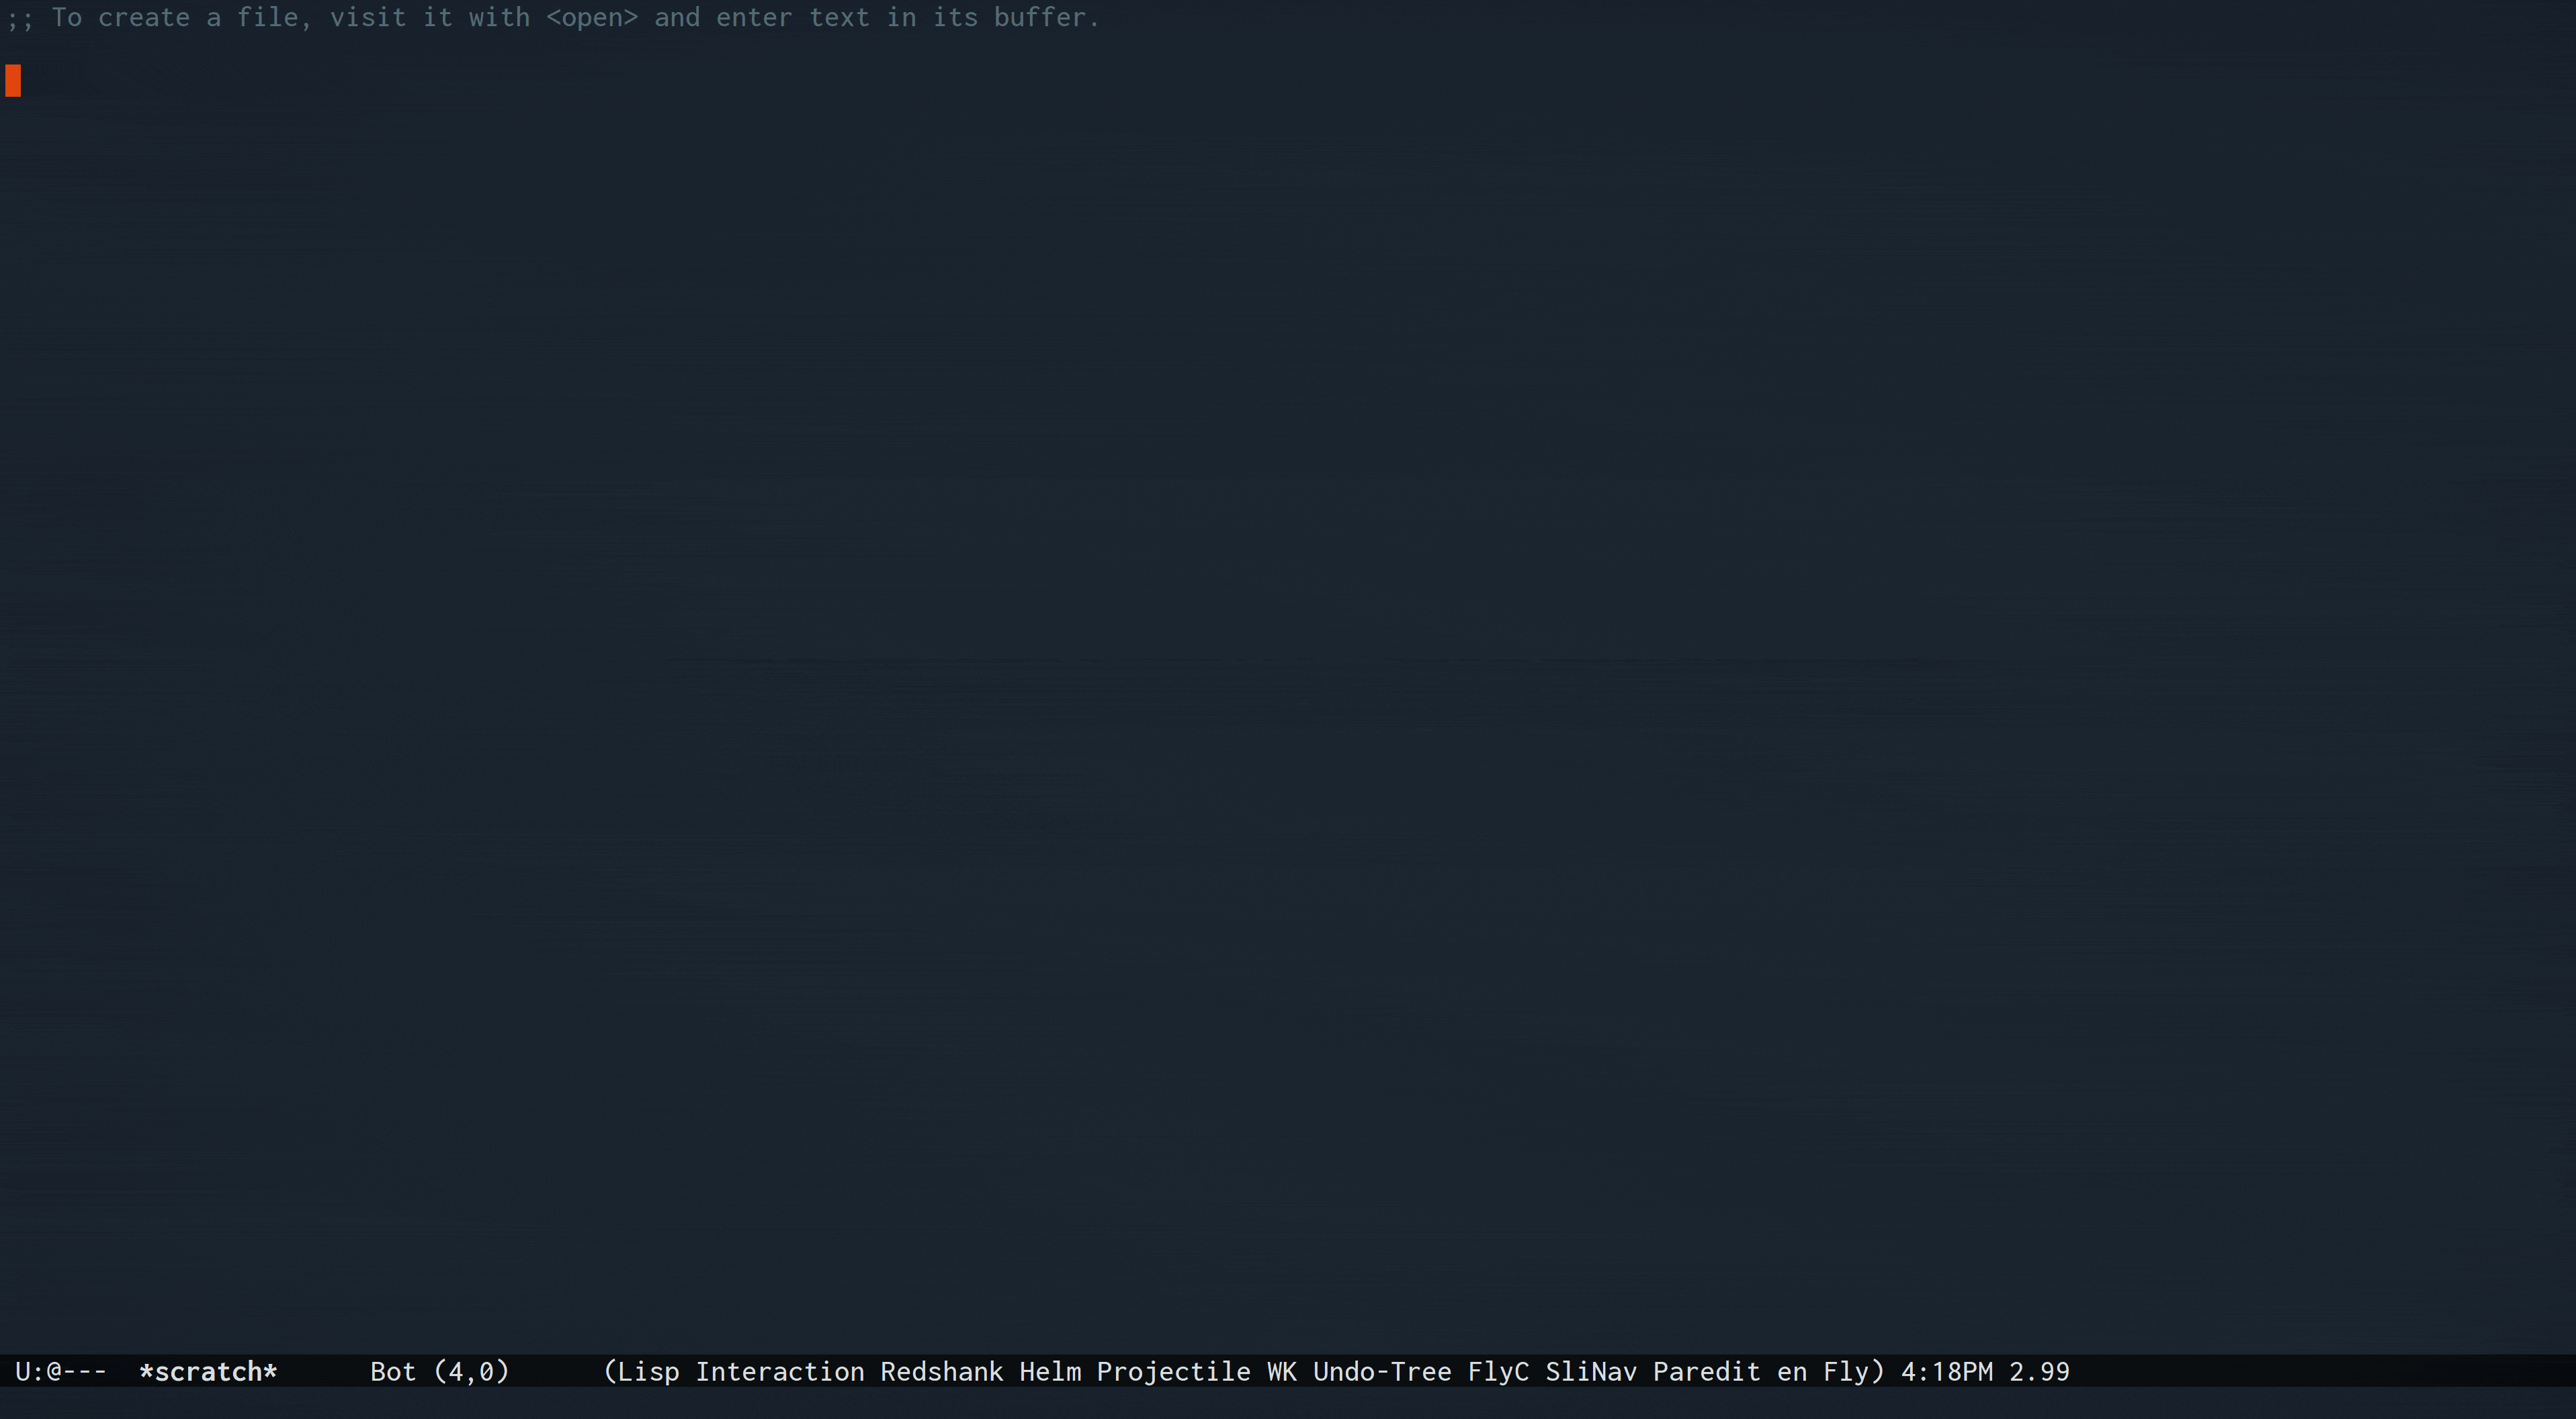 ;; To create a file, visit it with <open> and enter text in its buffer.
U:@--- *scratch* Bot (4,0) (Lisp Interaction Redshank Helm Projectile WK Undo-Tree FlyC SliNav Paredit en Fly) 4:18PM 2.99